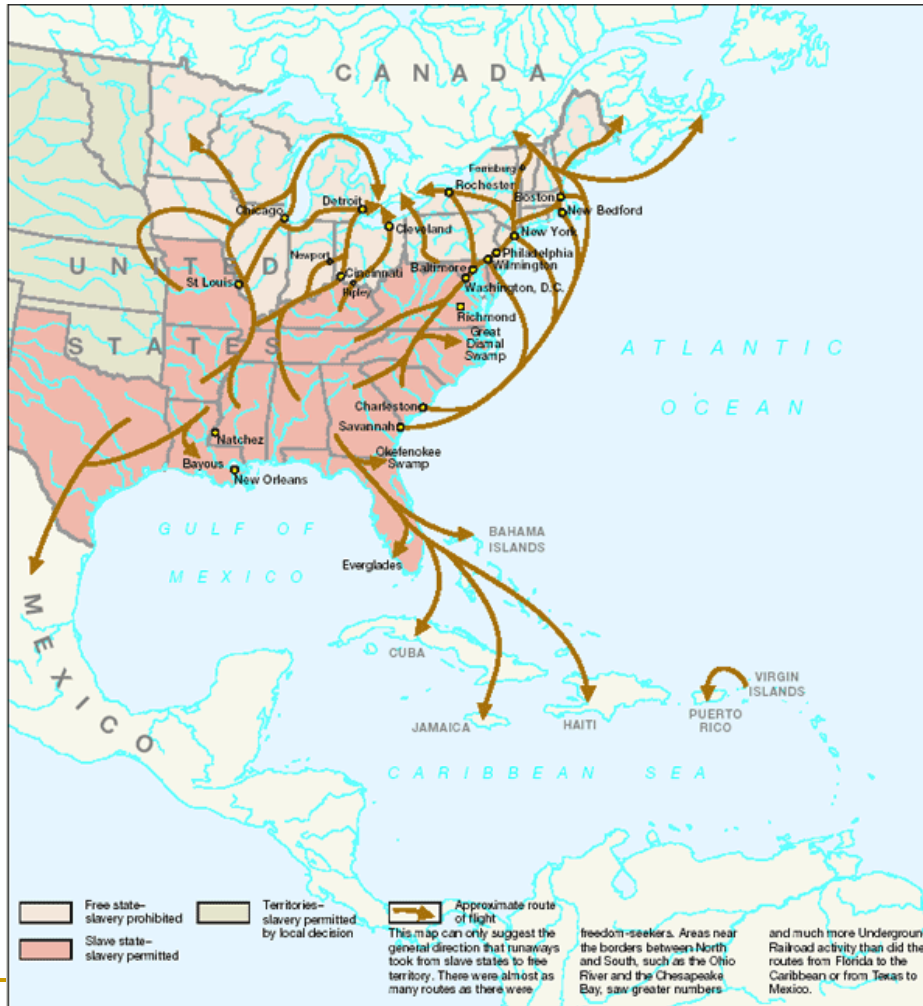 CANADA
Ferrisburg
Rochester
Boston
New Bedford
Chicago
Detroit
Cleveland
New York
Newport
Philadelphia
UNITED
Cincinnati
Baltimore
Wilmington
St Louis
Ripley
Washington, D.C.
Richmond
STATES
Great
Dismal
Swamp
ATLANTIC
OCEAN
Charleston
Savannah
Natchez
Okefenokee
Swamp
Bayous
New Orleans
GULF OF
MEXICO
BAHAMA
ISLANDS
Everglades
MEXICO
CUBA
VIRGIN
ISLANDS
JAMAICA
HAITI
PUERTO
RICO
CARIBBEAN SEA
Free state–
slavery prohibited
Slave state–
slavery permitted
Territories–
slavery permitted
by local decision
Approximate route
of flight
This map can only suggest the
general direction that runaways
took from slave states to free
territory. There were almost as
many routes as there were
freedom-seekers. Areas near
the borders between North
and South, such as the Ohio
River and the Chesapeake
Bay, saw greater numbers
and much more Undergroun
Railroad activity than did the
routes from Florida to the
Caribbean or from Texas to
Mexico.